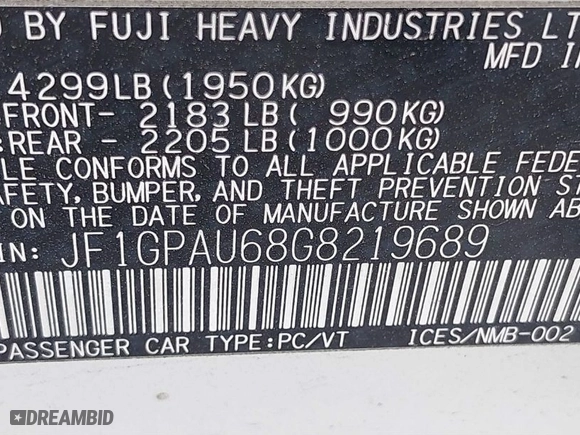 BY FUJI HEAVY INDUSTRIES LT
MFD I
4299LB(1950KG)
FRONT- 2183 LB( 990KG)
:REAR - 2205 LB(1000KG)
LE CONFORMS TO ALL APPLICABLE FEDE
AFETY, BUMPER, AND THEFT PREVENTION ST
T ON THE DATE OF MANUFACTURE SHOWN AB
IN: JF1GPAU68G8219689
PASSENGER CAR TYPE:PC/VT ICES/NMB-002
DREAMBID